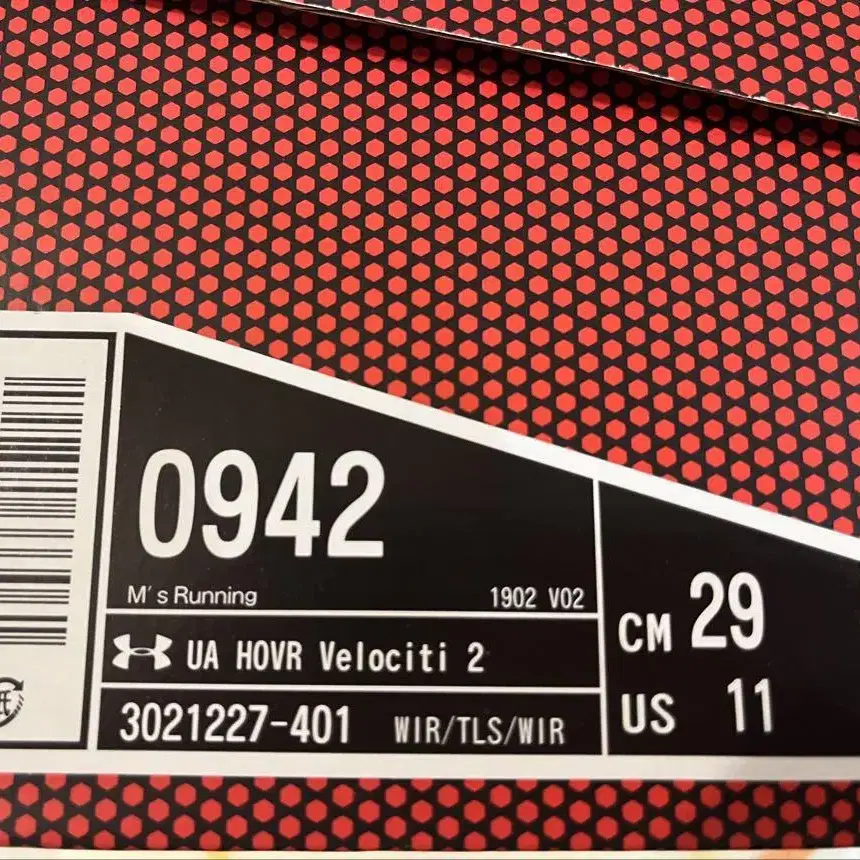 0942
M's Running 1902 V02
UA HOVR Velociti 2
3021227-401 WIR/TLS/WIR
CM 29
US 11